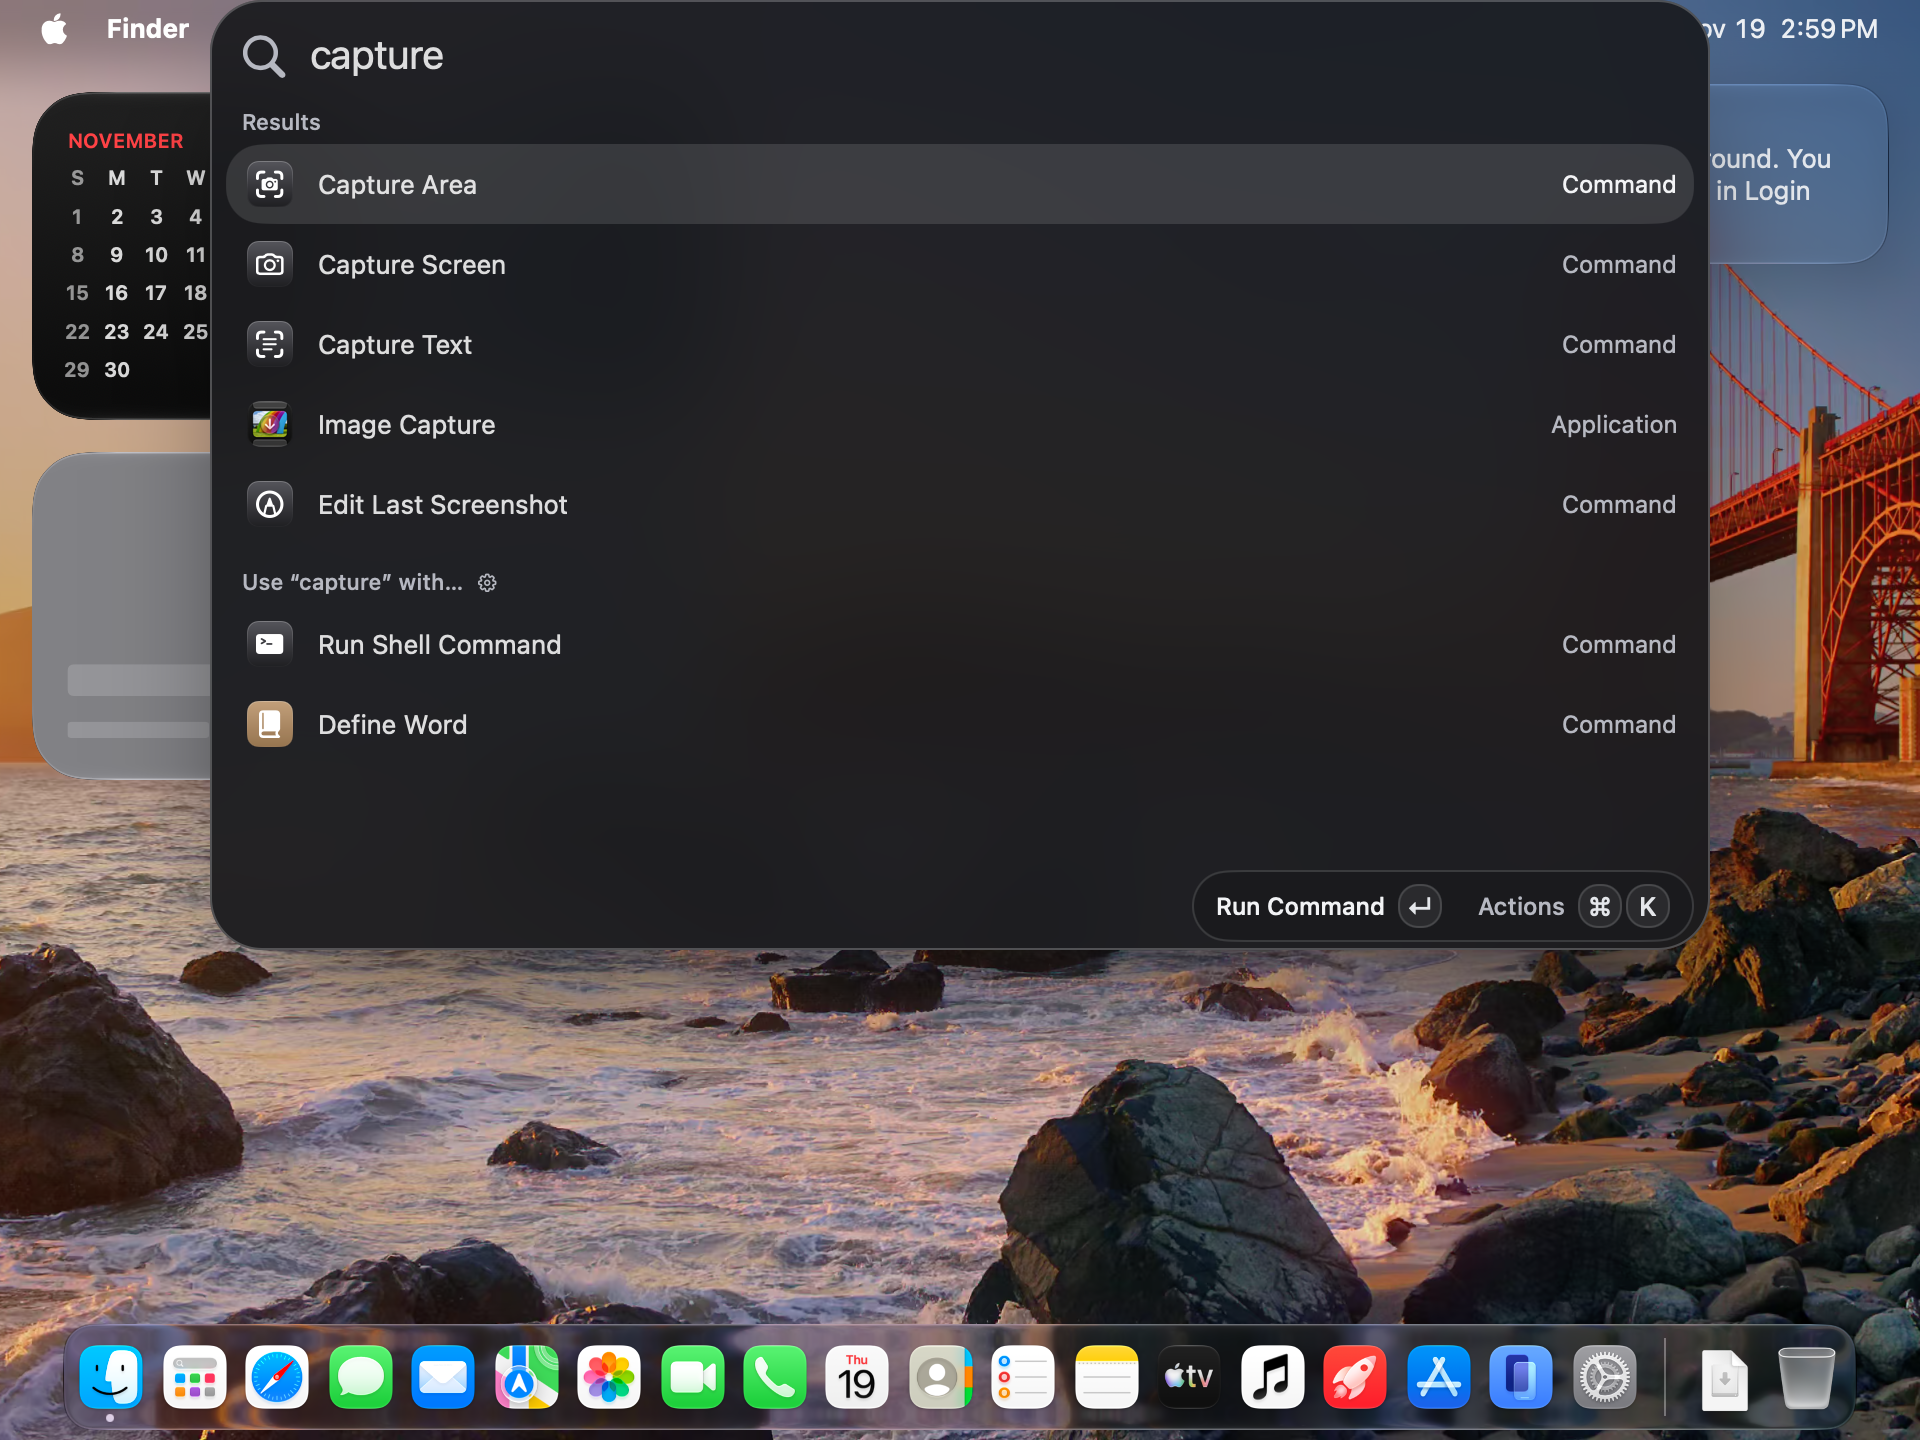 Finder
capture
ov 19 2:59 PM
NOVEMBER
S M T W
1 2 3 4
8 9 10 11
15 16 17 18
22 23 24 25
29 30
ound. You
in Login
Results
Capture Area Command
Capture Screen Command
Capture Text Command
Image Capture Application
Edit Last Screenshot Command
Use “capture” with...
Run Shell Command Command
Define Word Command
Run Command Actions ⌘ K
Thu
19
tv